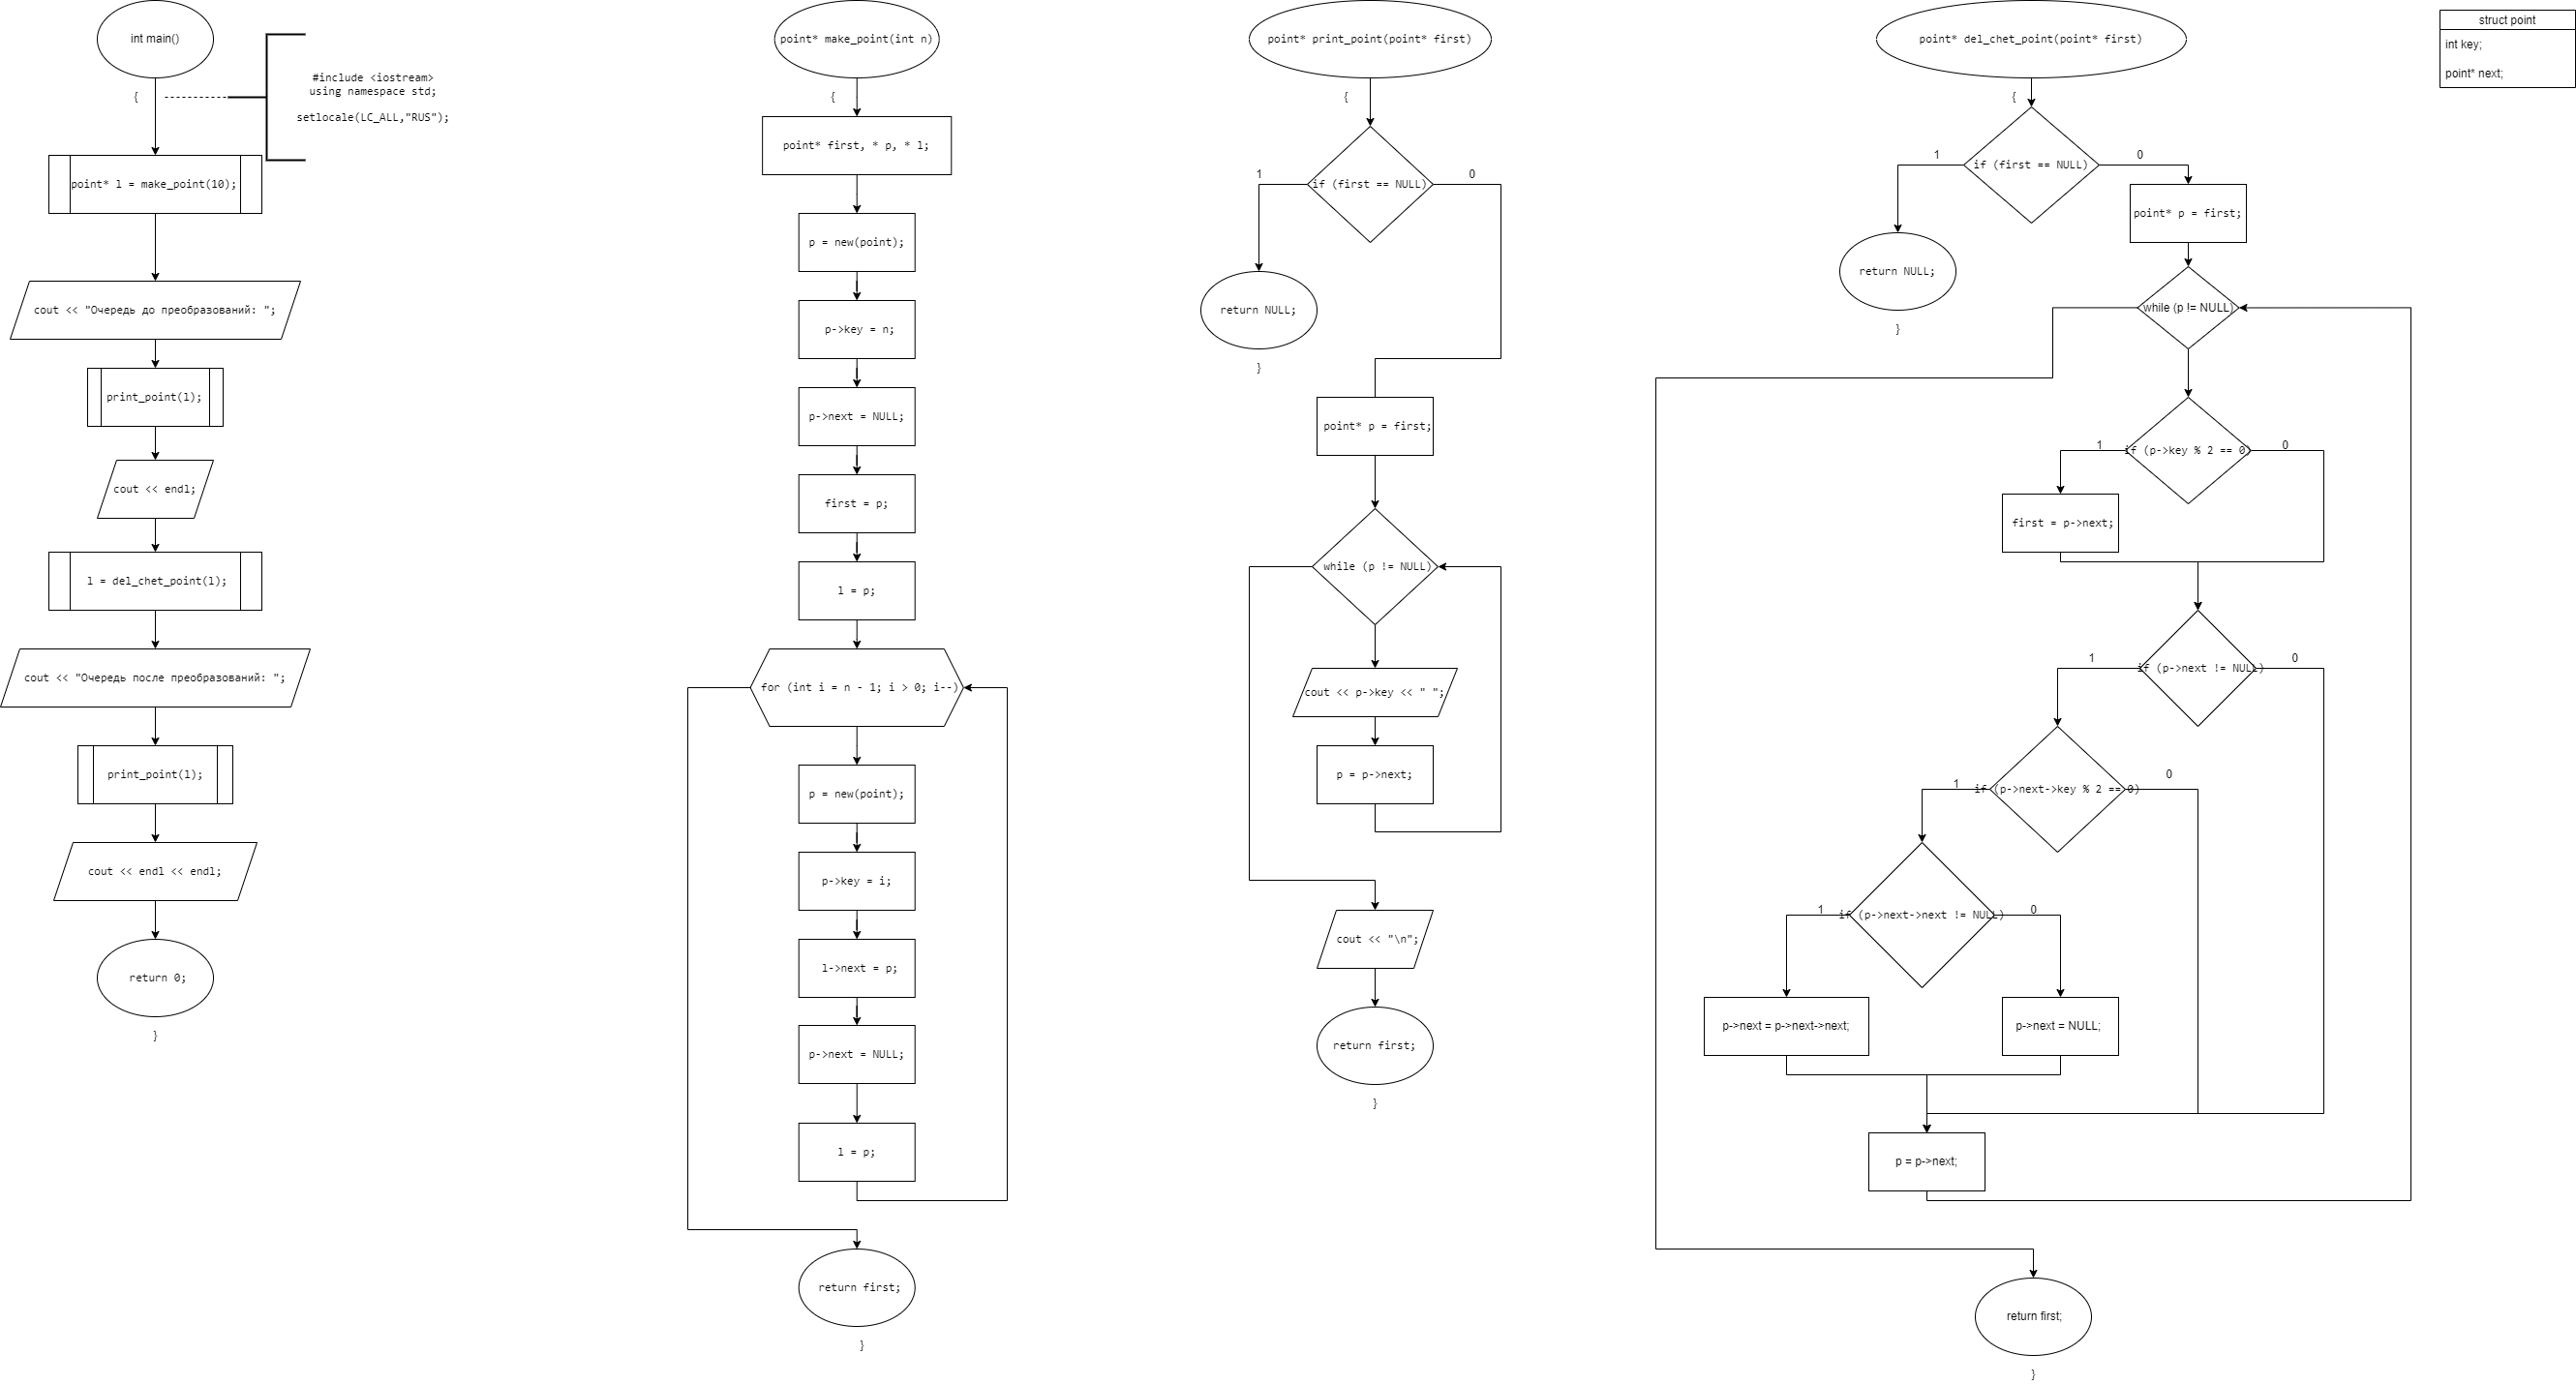 int main()
{
#include <iostream>
using namespace std;
setlocale(LC_ALL,"RUS");
point* l = make_point(10);
cout << "Очередь до преобразований: ";
print_point(l);
cout << endl;
l = del_chet_point(l);
cout << "Очередь после преобразований: ";
print_point(l);
cout << endl << endl;
return 0;
}
point* make_point(int n)
{
point* first, * p, * l;
p = new(point);
p->key = n;
p->next = NULL;
first = p;
l = p;
for (int i = n - 1; i > 0; i--)
p = new(point);
p->key = i;
l->next = p;
p->next = NULL;
l = p;
return first;
}
point* print_point(point* first)
{
if (first == NULL)
1
0
return NULL;
}
point* p = first;
while (p != NULL)
cout << p->key << " ";
p = p->next;
cout << "\n";
return first;
}
point* del_chet_point(point* first)
{
if (first == NULL)
1
0
return NULL;
}
point* p = first;
while (p != NULL)
if (p->key % 2 == 0)
1
0
first = p->next;
if (p->next != NULL)
1
0
if (p->next->key % 2 == 0)
1
0
if (p->next->next != NULL)
1
0
p->next = p->next->next;
p->next = NULL;
p = p->next;
return first;
}
struct point
int key;
point* next;